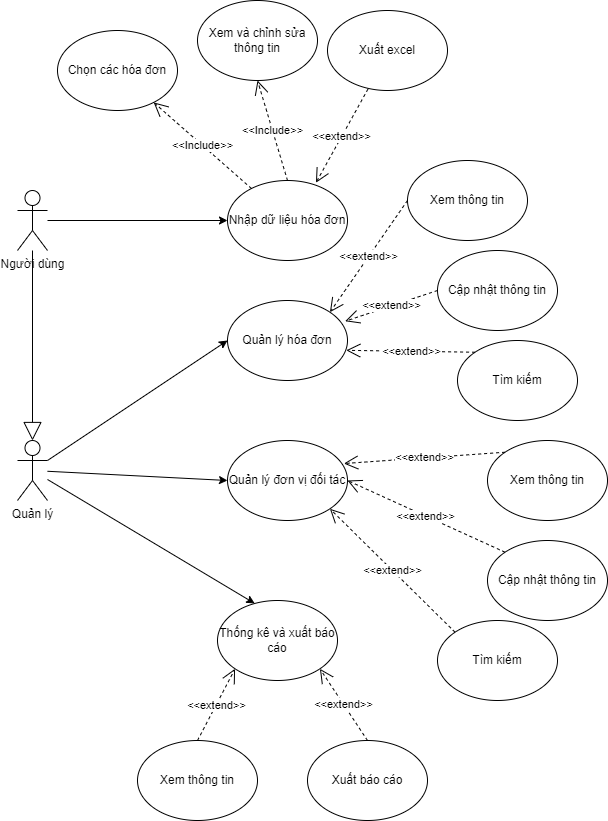 Xem và chỉnh sửa
thông tin
Xuất excel
Chọn các hóa đơn
<<Include>>
<<extend>>
<<Include>>
Xem thông tin
Nhập dữ liệu hóa đơn
Người dùng
<<extend>>
Cập nhật thông tin
<<extend>>
Quản lý hóa đơn
<<extend>>
Tìm kiếm
<<extend>>
Quản lý đơn vị đối tác
Xem thông tin
Quản lý
<<extend>>
<<extend>>
Cập nhật thông tin
Thống kê và xuất báo
cáo
Tìm kiếm
<<extend>>
<<extend>>
Xem thông tin
Xuất báo cáo